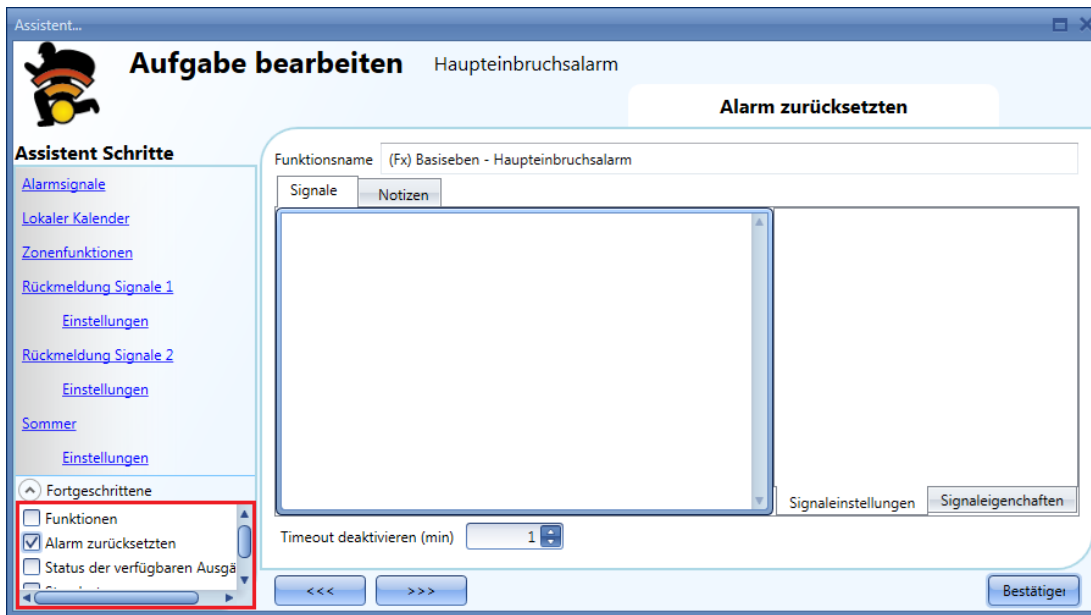 Assistent...
Aufgabe bearbeiten Haupteinbruchsalarm
Alarm zurücksetzten
Assistent Schritte
Alarmsignale
Lokaler Kalender
Zonenfunktionen
Rückmeldung Signale 1
Einstellungen
Rückmeldung Signale 2
Einstellungen
Sommer
Einstellungen
Fortgeschrittene
Funktionen
Alarm zurücksetzten
Status der verfügbaren Ausgä
Funktionsname (Fx) Basiseben - Haupteinbruchsalarm
Signale Notizen
Signaleinstellungen Signaleigenchaften
Timeout deaktivieren (min) 1
<<< >>> Bestätiger